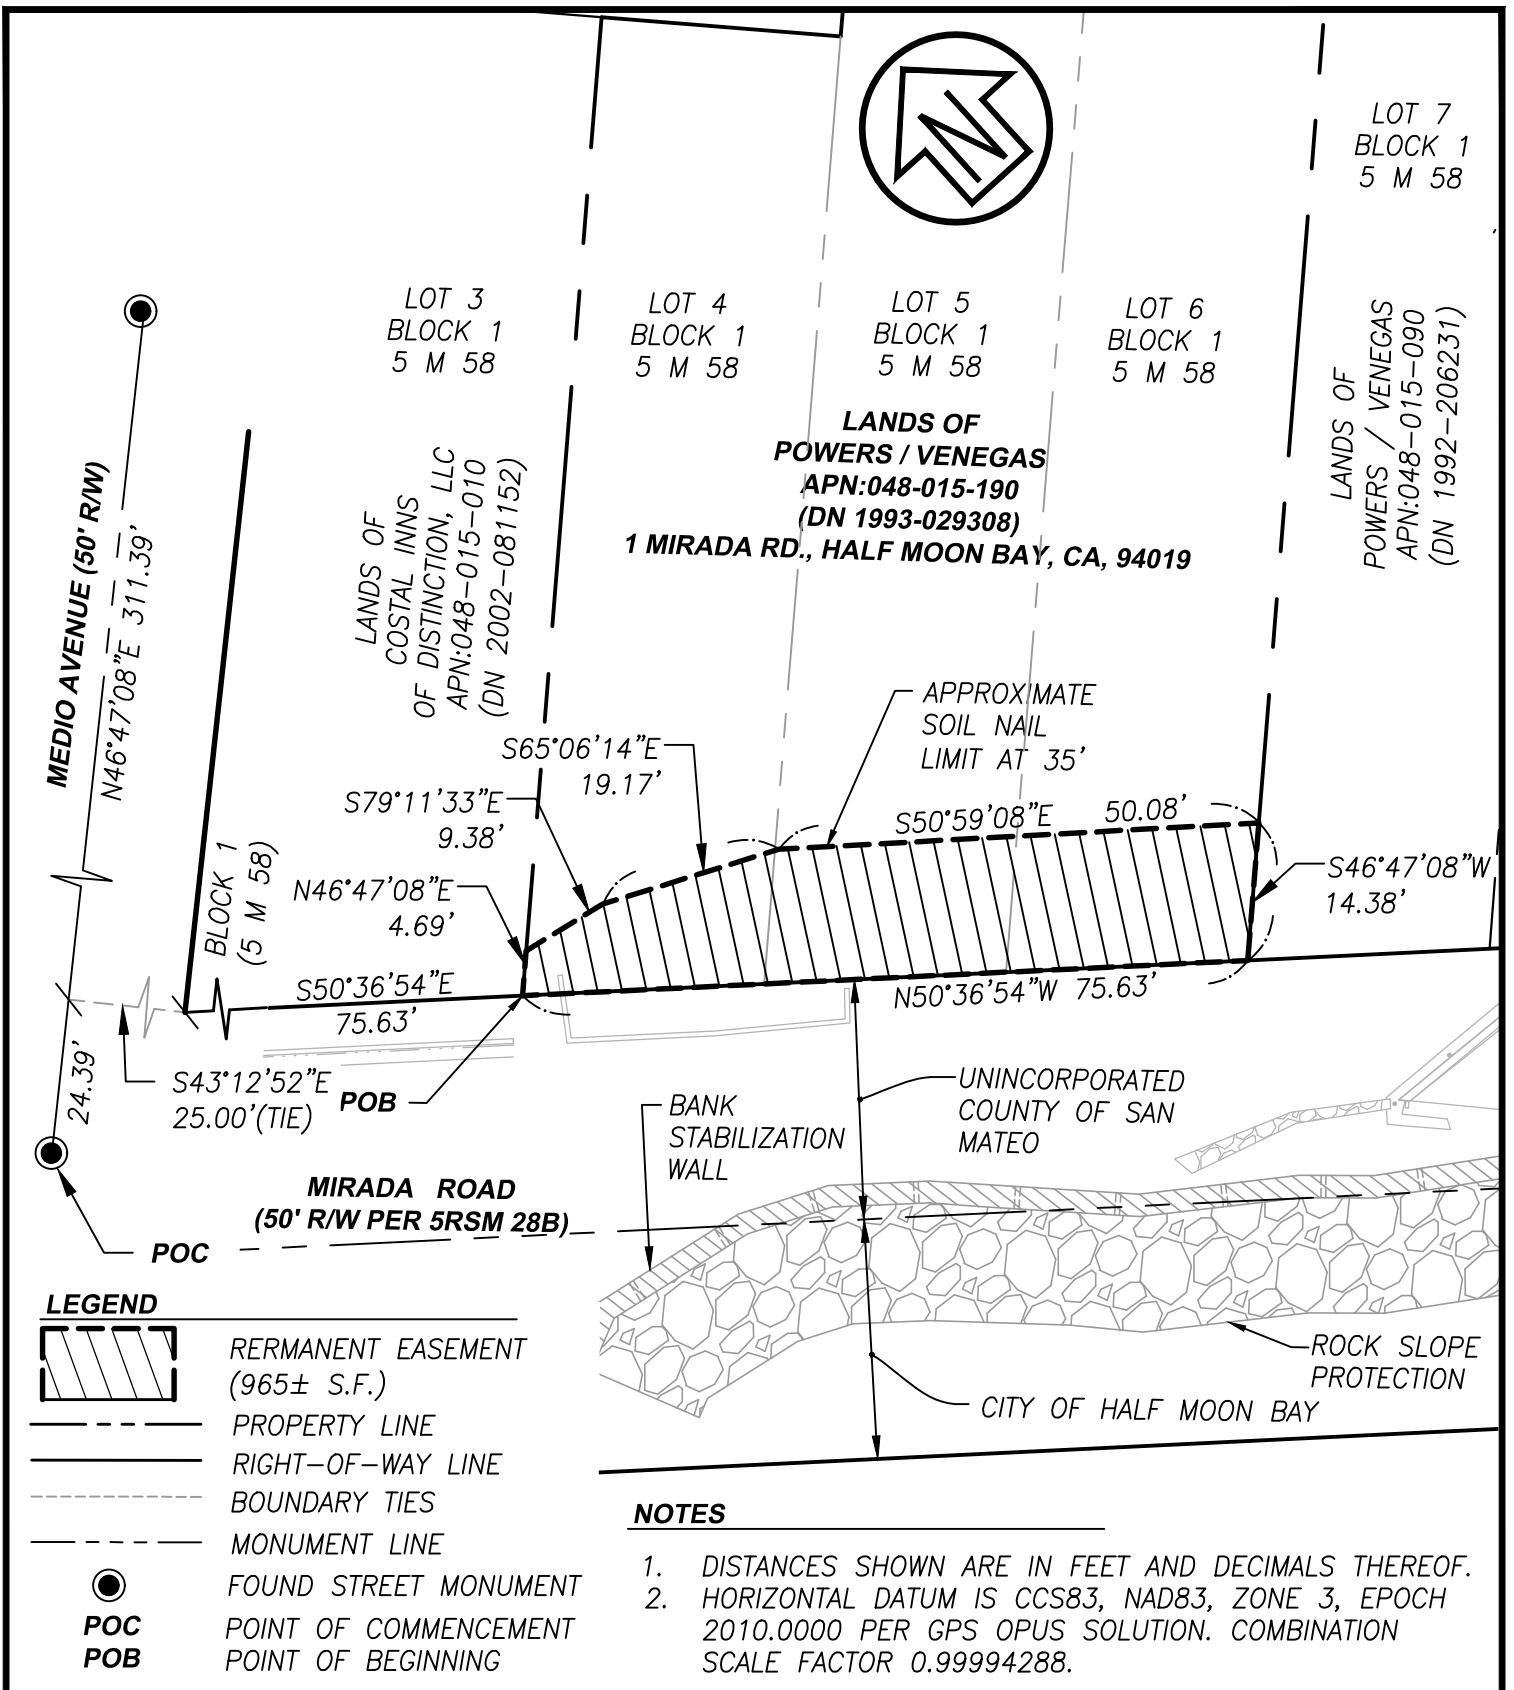 N
LOT 7
BLOCK 1
5 M 58
LOT 3
BLOCK 1
5 M 58
LOT 4
BLOCK 1
5 M 58
LOT 5
BLOCK 1
5 M 58
LOT 6
BLOCK 1
5 M 58
LANDS OF
POWERS / VENEGAS
APN:048-015-090
(DN 1992-206231)
LANDS OF
POWERS / VENEGAS
APN:048-015-190
(DN 1993-029308)
1 MIRADA RD., HALF MOON BAY, CA, 94019
LANDS OF
COSTAL INNS
OF DISTINCTION, LLC
APN:048-015-010
(DN 2002-081152)
MEDIO AVENUE (50' R/W)
N46°47'08"E 311.39'
APPROXIMATE
SOIL NAIL
LIMIT AT 35'
S65°06'14"E
19.17'
S79°11'33"E
9.38'
S50°59'08"E 50.08'
N46°47'08"E
4.69'
S46°47'08"W
14.38'
BLOCK 1
(5 M 58)
S50°36'54"E
75.63'
N50°36'54"W 75.63'
24.39'
S43°12'52"E
25.00'(TIE)
POB
BANK
STABILIZATION
WALL
UNINCORPORATED
COUNTY OF SAN
MATEO
MIRADA ROAD
(50' R/W PER 5RSM 28B)
POC
ROCK SLOPE
PROTECTION
CITY OF HALF MOON BAY
LEGEND
RERMANENT EASEMENT
(965± S.F.)
PROPERTY LINE
RIGHT-OF-WAY LINE
BOUNDARY TIES
MONUMENT LINE
FOUND STREET MONUMENT
POC POINT OF COMMENCEMENT
POB POINT OF BEGINNING
NOTES
1. DISTANCES SHOWN ARE IN FEET AND DECIMALS THEREOF.
2. HORIZONTAL DATUM IS CCS83, NAD83, ZONE 3, EPOCH
2010.0000 PER GPS OPUS SOLUTION. COMBINATION
SCALE FACTOR 0.99994288.